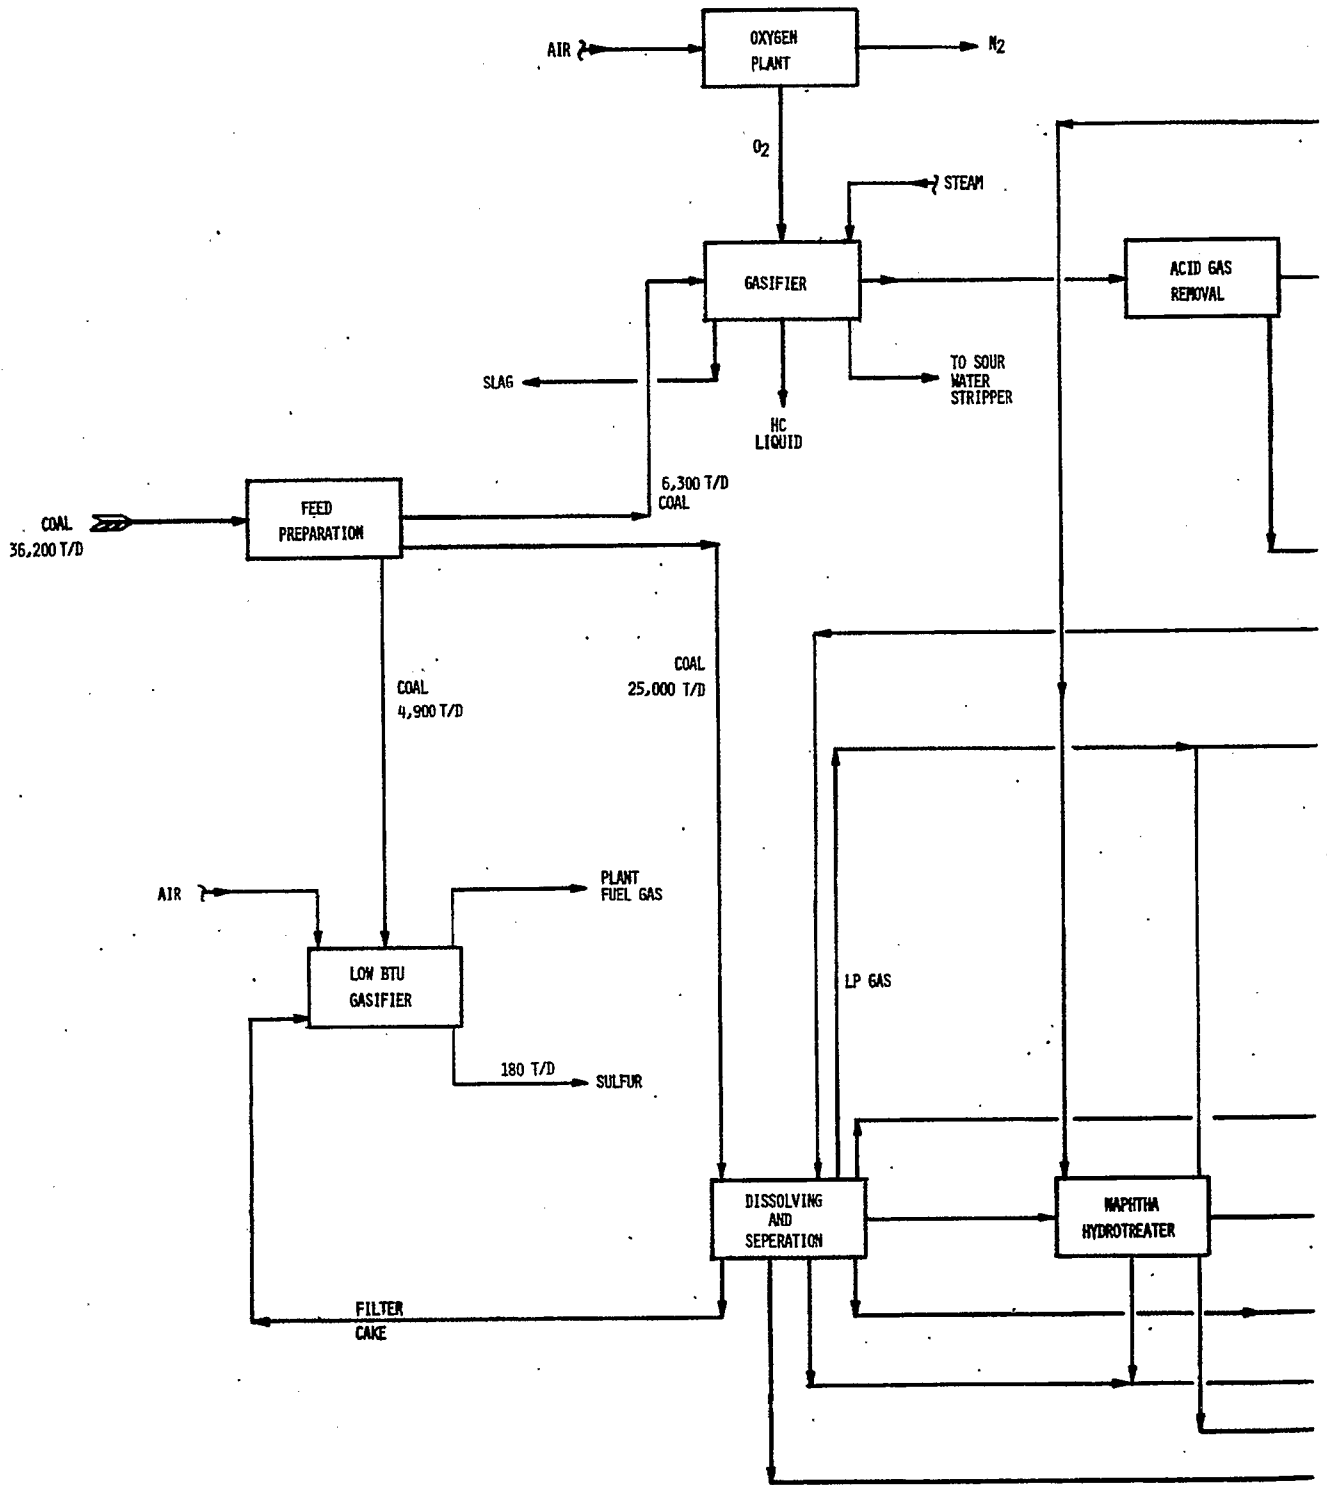 OXYGEN
PLANT
AIR
N2
O2
STEAM
GASIFIER
ACID GAS
REMOVAL
SLAG
TO SOUR
WATER
STRIPPER
HC
LIQUID
6,300 T/D
COAL
FEED
PREPARATION
COAL
36,200 T/D
COAL
25,000 T/D
COAL
4,900 T/D
AIR
PLANT
FUEL GAS
LOW BTU
GASIFIER
LP GAS
180 T/D
SULFUR
DISSOLVING
AND
SEPERATION
NAPHTHA
HYDROTREATER
FILTER
CAKE